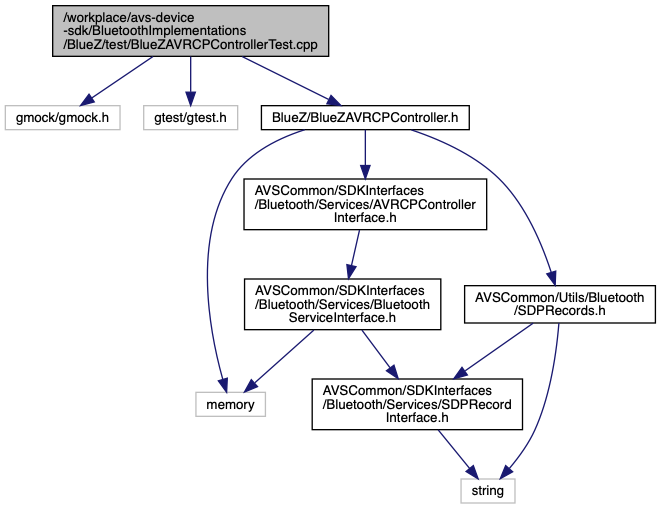 /workplace/avs-device
-sdk/BluetoothImplementations
/BlueZ/test/BlueZAVRCPControllerTest.cpp
gmock/gmock.h
gtest/gtest.h
BlueZ/BlueZAVRCPController.h
AVSCommon/SDKInterfaces
/Bluetooth/Services/AVRCPController
Interface.h
AVSCommon/SDKInterfaces
/Bluetooth/Services/Bluetooth
ServiceInterface.h
AVSCommon/Utils/Bluetooth
/SDPRecords.h
memory
AVSCommon/SDKInterfaces
/Bluetooth/Services/SDPRecord
Interface.h
string